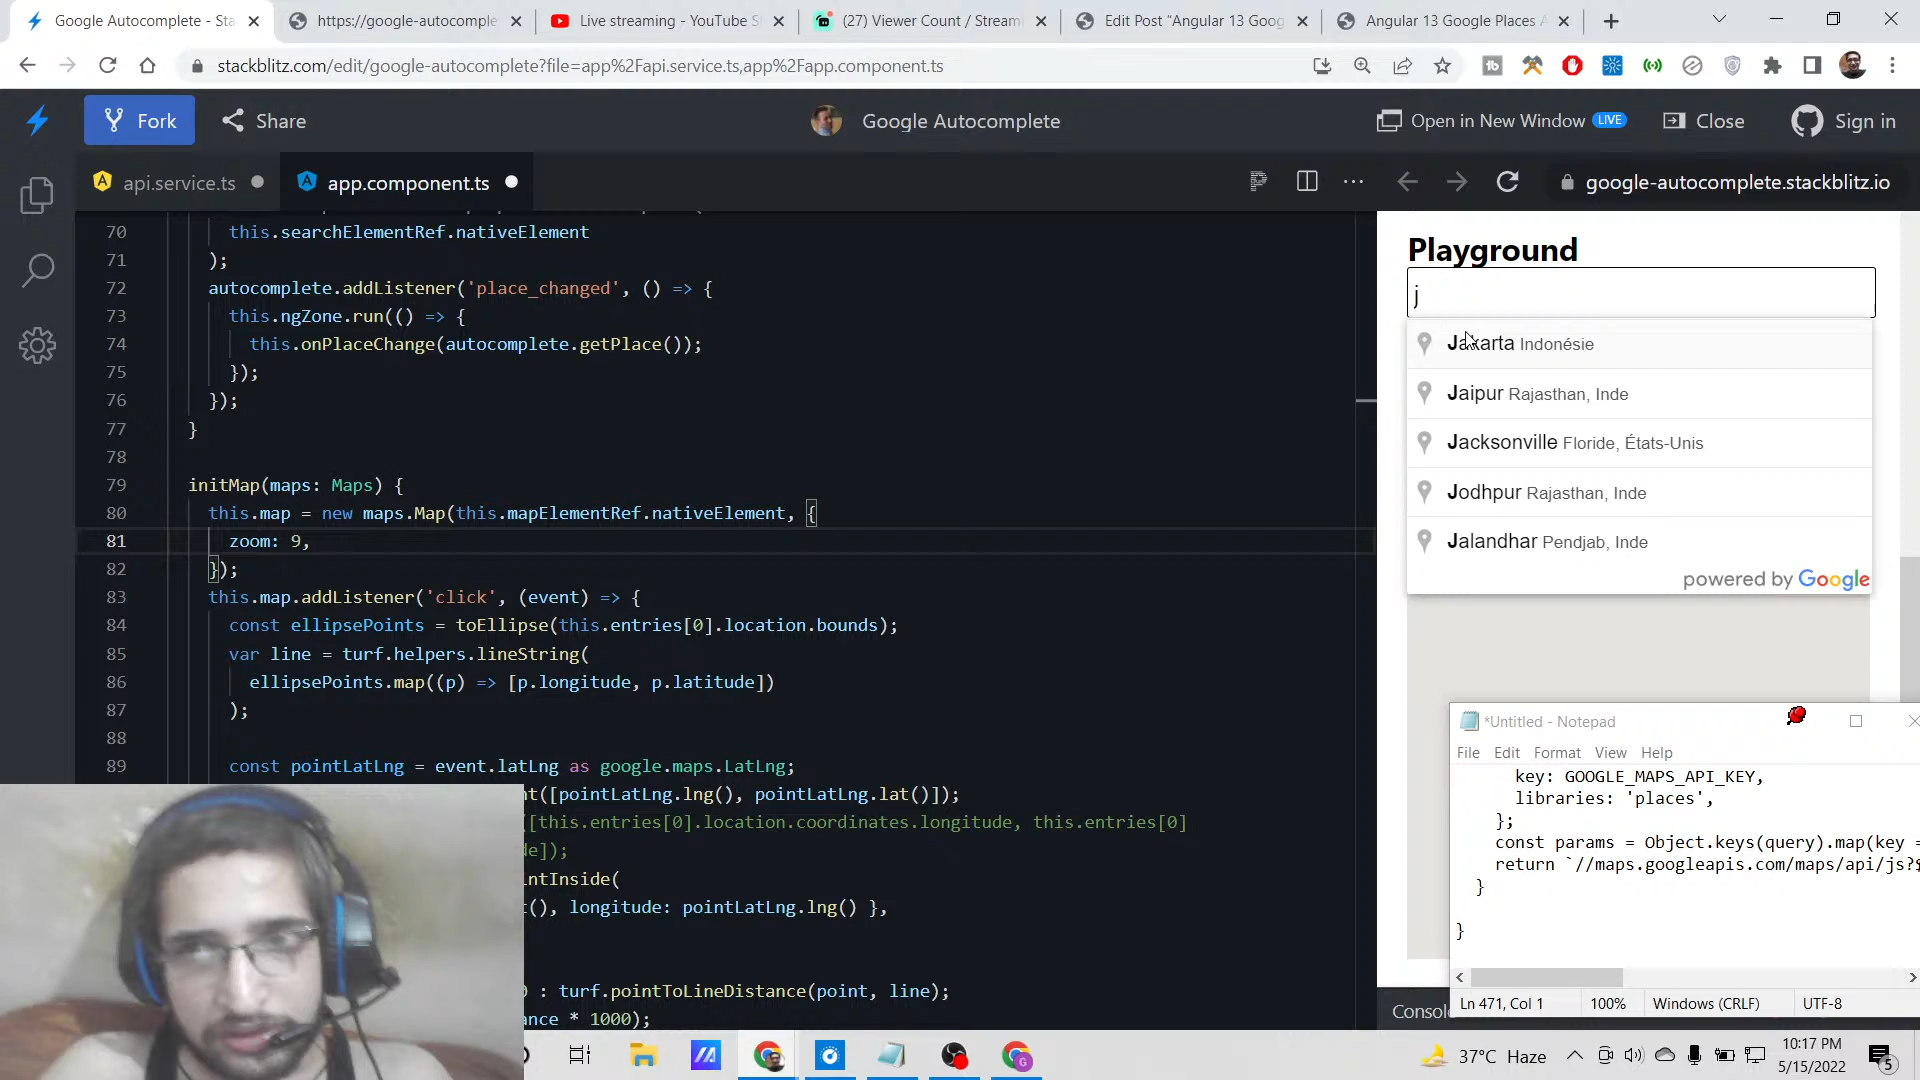 Google Autocomplete - Sta
https://google-autocomple
Live streaming - YouTube S
(27) Viewer Count / Streami
Edit Post “Angular 13 Goog
Angular 13 Google Places A
stackblitz.com/edit/google-autocomplete?file=app%2Fapi.service.ts,app%2Fapp.component.ts
Fork
Share
Google Autocomplete
Open in New Window LIVE
Close
Sign in
api.service.ts
app.component.ts
google-autocomplete.stackblitz.io
70 this.searchElementRef.nativeElement
71 );
72 autocomplete.addListener('place_changed', () => {
73 this.ngZone.run(() => {
74 this.onPlaceChange(autocomplete.getPlace());
75 });
76 });
77 }
78
79 initMap(maps: Maps) {
80 this.map = new maps.Map(this.mapElementRef.nativeElement, {
81 zoom: 9,
82 });
83 this.map.addListener('click', (event) => {
84 const ellipsePoints = toEllipse(this.entries[0].location.bounds);
85 var line = turf.helpers.lineString(
86 ellipsePoints.map((p) => [p.longitude, p.latitude])
87 );
88
89 const pointLatLng = event.latLng as google.maps.LatLng;
nt([pointLatLng.lng(), pointLatLng.lat()]);
([this.entries[0].location.coordinates.longitude, this.entries[0]
de]);
intInside(
t(), longitude: pointLatLng.lng() },
0 : turf.pointToLineDistance(point, line);
ance * 1000);
Playground
j
Jakarta Indonésie
Jaipur Rajasthan, Inde
Jacksonville Floride, États-Unis
Jodhpur Rajasthan, Inde
Jalandhar Pendjab, Inde
powered by Google
*Untitled - Notepad
File Edit Format View Help
key: GOOGLE_MAPS_API_KEY,
libraries: 'places',
};
const params = Object.keys(query).map(key =
return `//maps.googleapis.com/maps/api/js?$
}
}
Ln 471, Col 1 100% Windows (CRLF) UTF-8
Consol
37°C Haze
10:17 PM
5/15/2022
5